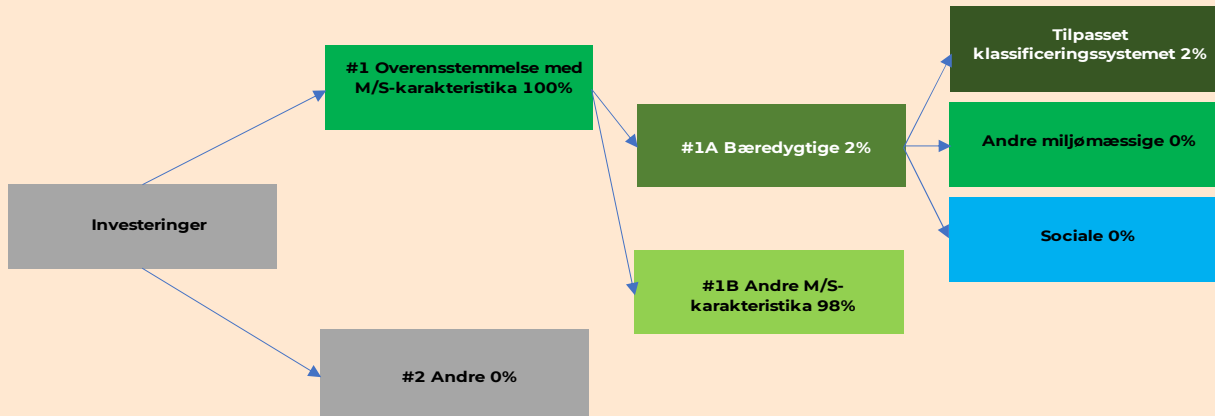 Investeringer
#1 Overensstemmelse med
M/S-karakteristika 100%
#2 Andre 0%
#1A Bæredygtige 2%
#1B Andre M/S-
karakteristika 98%
Tilpasset
klassificeringssystemet 2%
Andre miljømæssige 0%
Sociale 0%